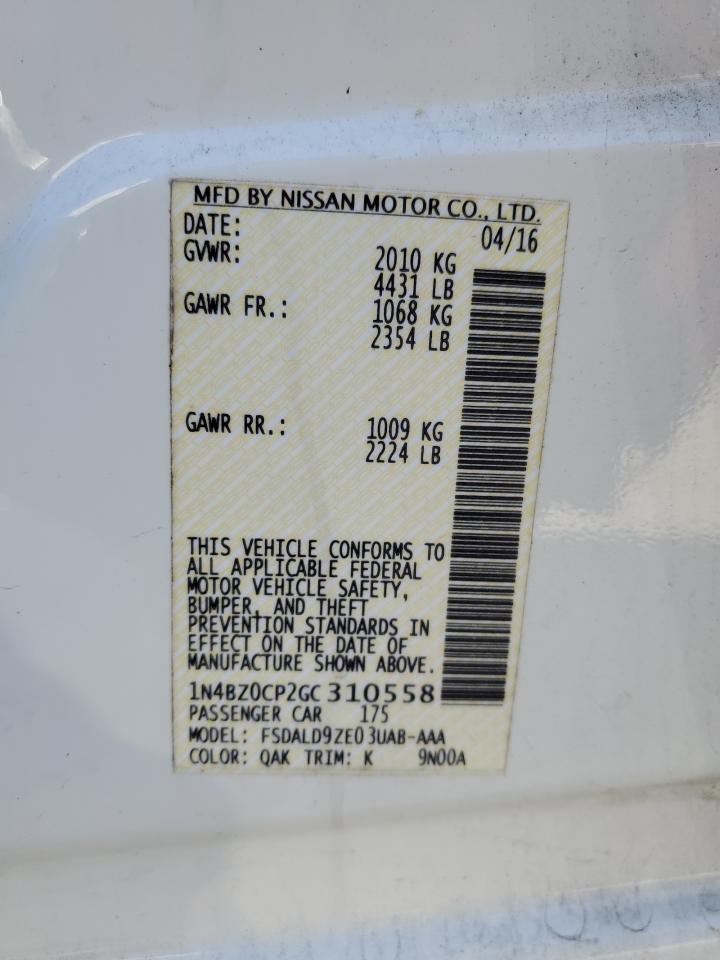 MFD BY NISSAN MOTOR CO., LTD.
DATE: 04/16
GVWR: 2010 KG
4431 LB
GAWR FR.: 1068 KG
2354 LB
GAWR RR.: 1009 KG
2224 LB
THIS VEHICLE CONFORMS TO
ALL APPLICABLE FEDERAL
MOTOR VEHICLE SAFETY,
BUMPER, AND THEFT
PREVENTION STANDARDS IN
EFFECT ON THE DATE OF
MANUFACTURE SHOWN ABOVE.
1N4BZ0CP2GC 310558
PASSENGER CAR 175
MODEL: FSDALD9ZE03UAB-AAA
COLOR: QAK TRIM: K 9N00A